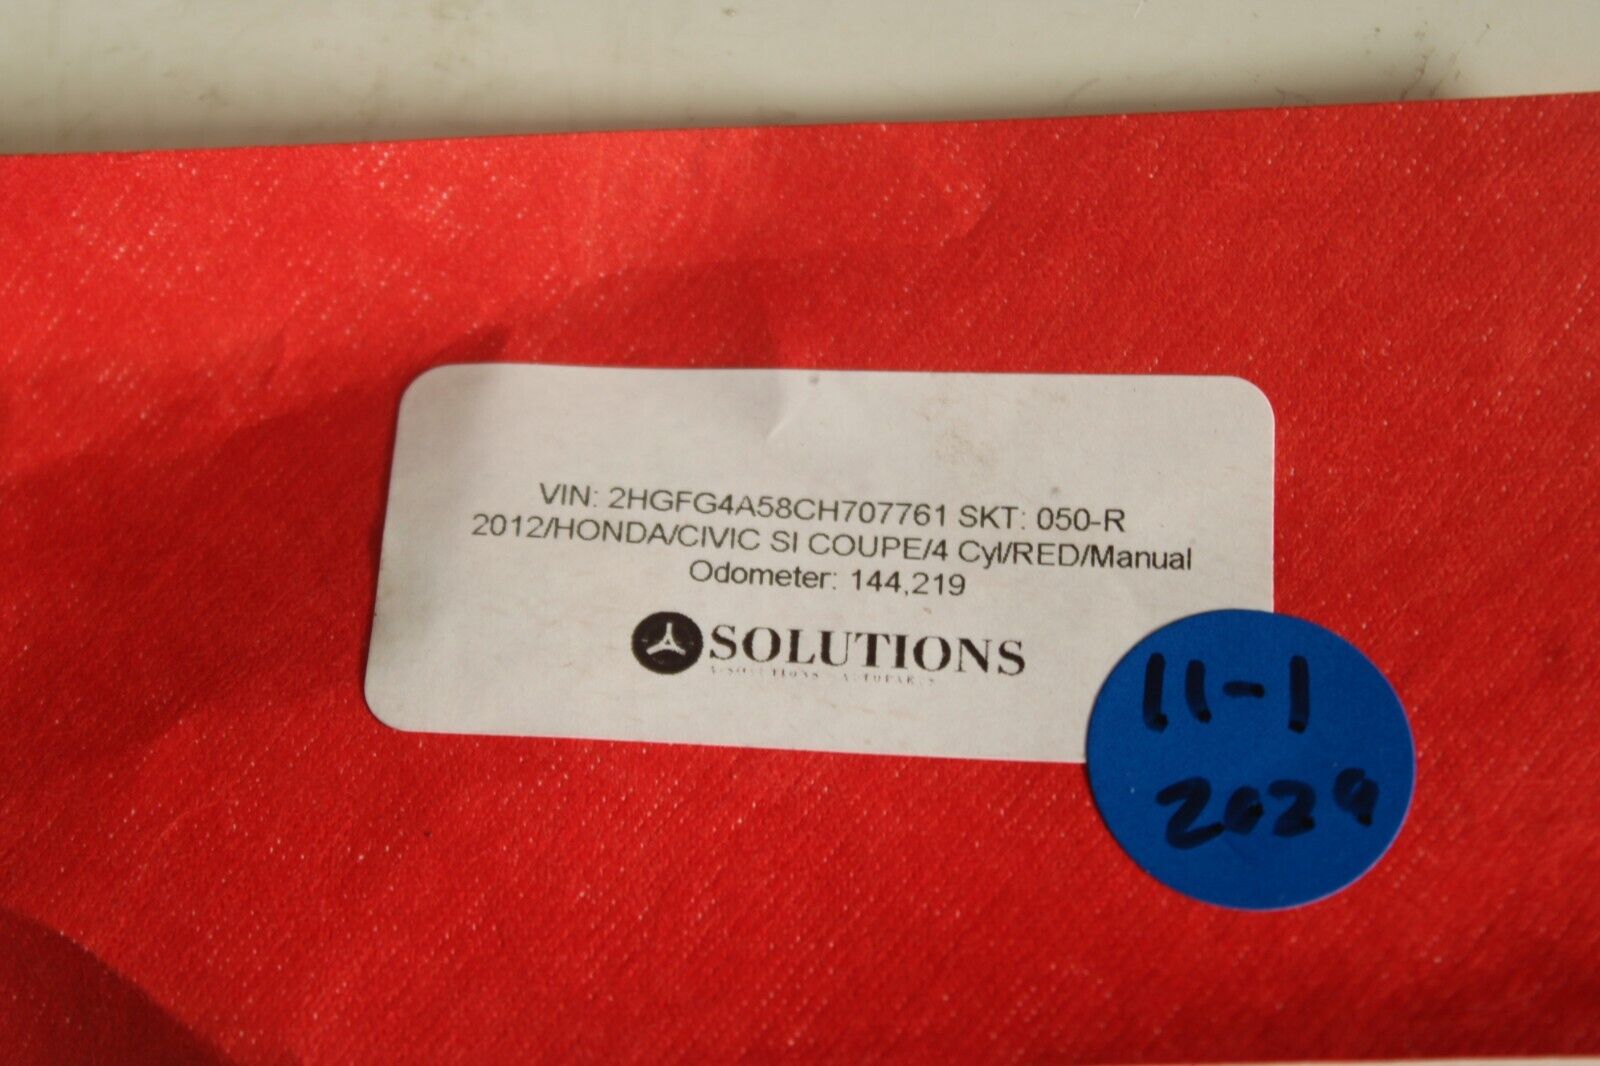 VIN: 2HGFG4A58CH707761 SKT: 050-R
2012/HONDA/CIVIC SI COUPE/4 Cyl/RED/Manual
Odometer: 144,219
SOLUTIONS
11-1
2029